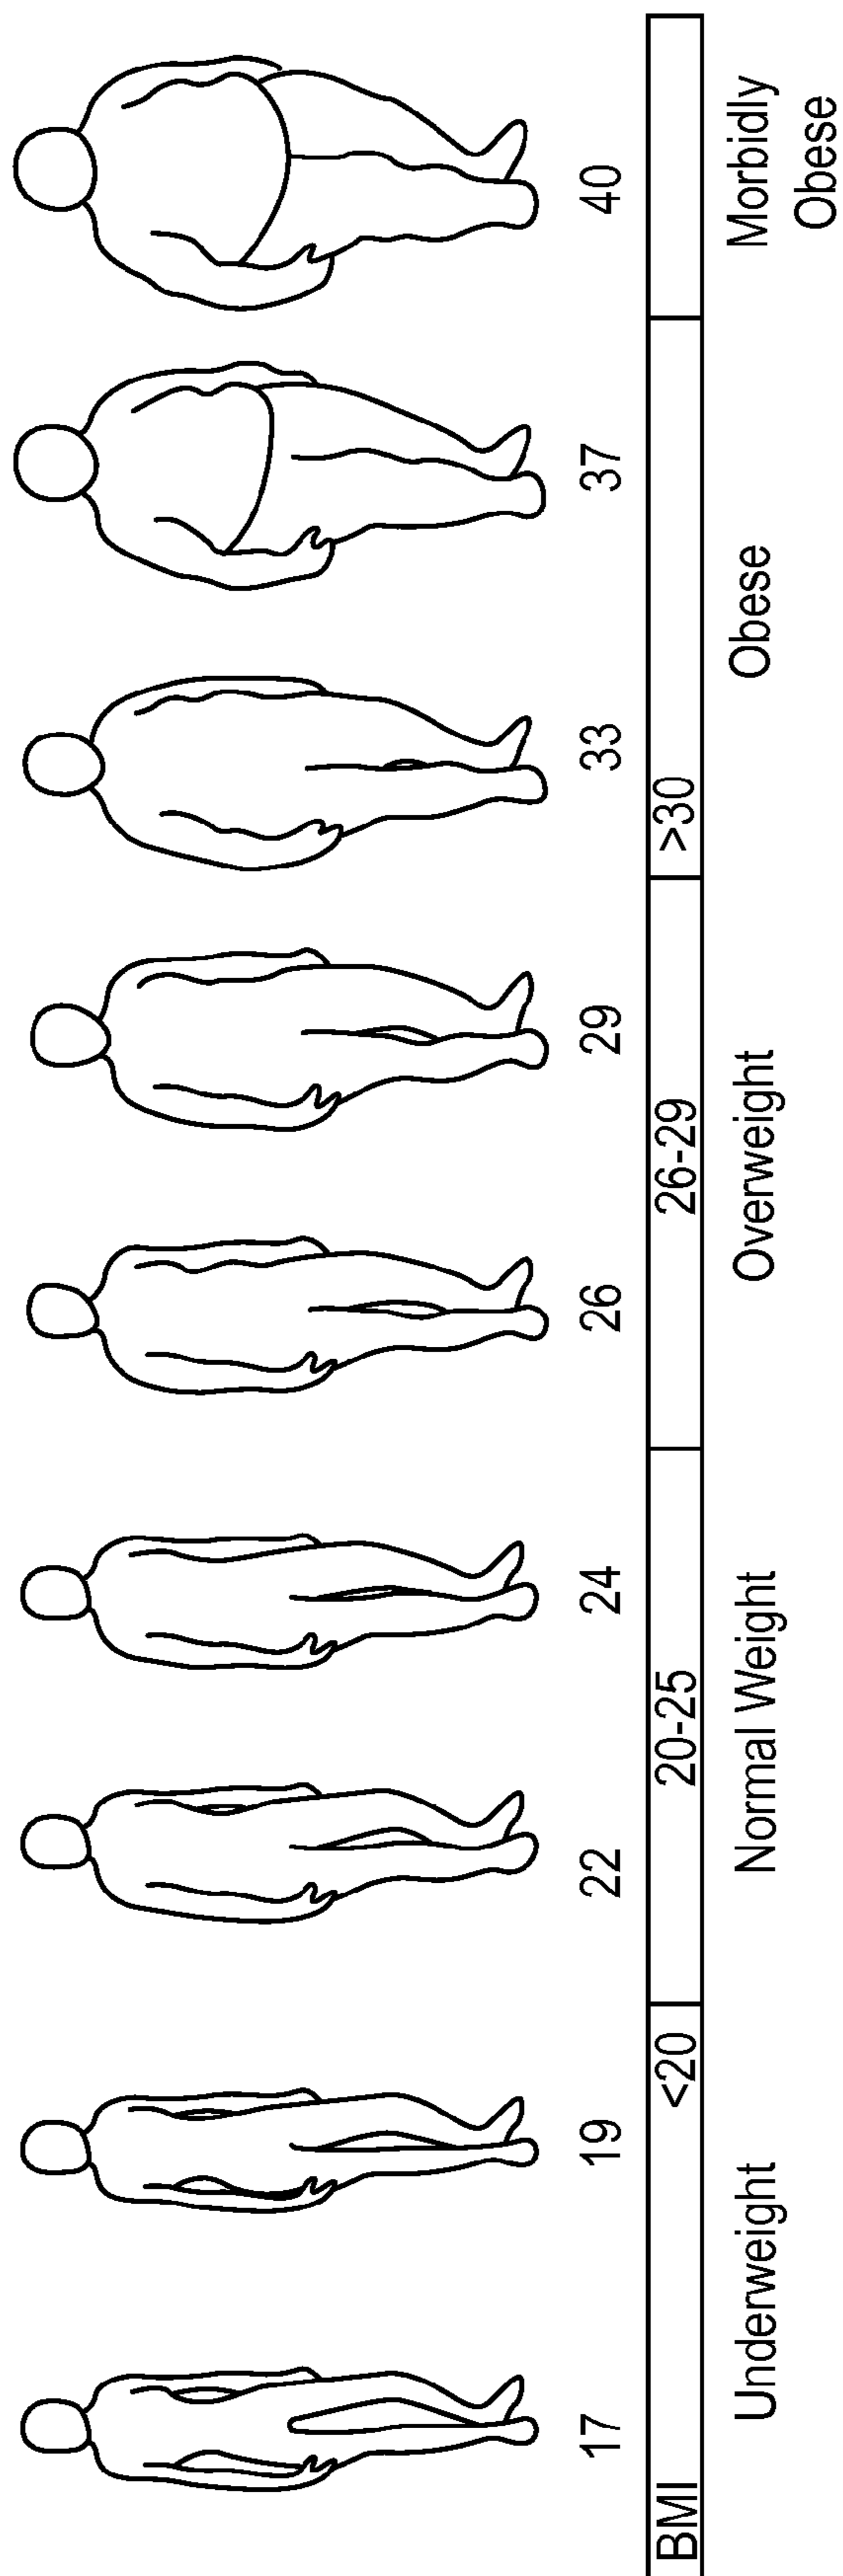 17 19 22 24 26 29 33 37 40
BMI <20 20-25 26-29 >30
Underweight Normal Weight Overweight Obese Morbidly
Obese